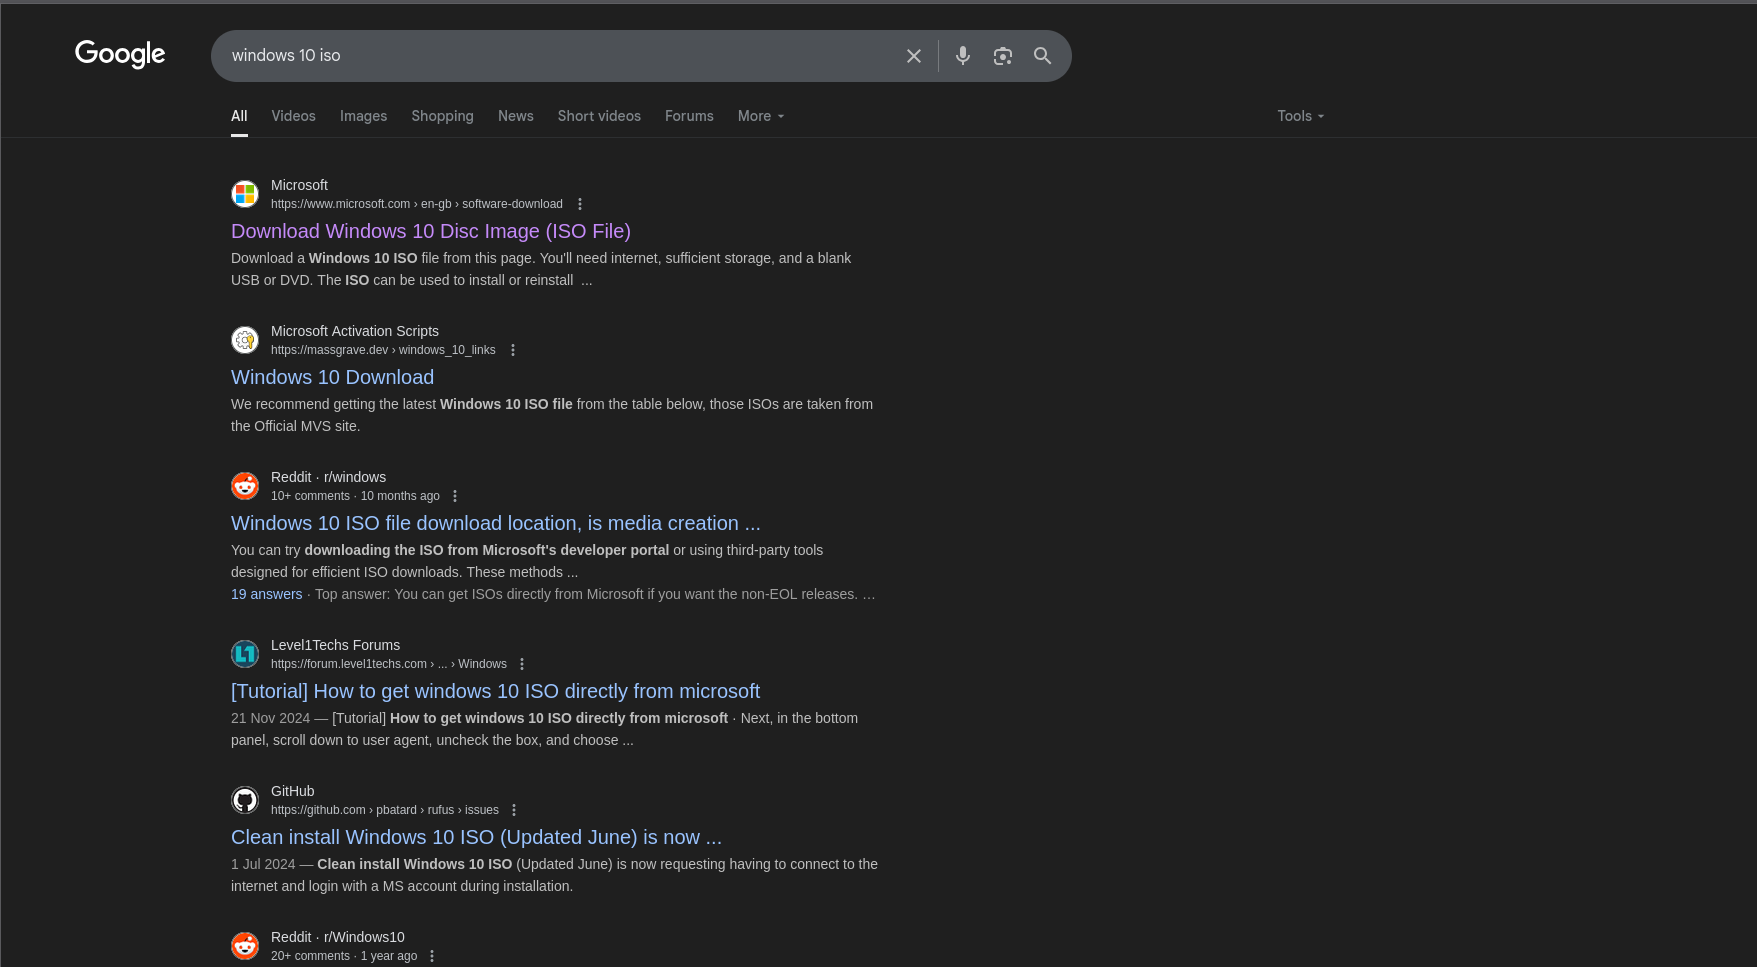 Google
windows 10 iso
All Videos Images Shopping News Short videos Forums More Tools
Microsoft
https://www.microsoft.com › en-gb › software-download
Download Windows 10 Disc Image (ISO File)
Download a Windows 10 ISO file from this page. You'll need internet, sufficient storage, and a blank
USB or DVD. The ISO can be used to install or reinstall ...
Microsoft Activation Scripts
https://massgrave.dev › windows_10_links
Windows 10 Download
We recommend getting the latest Windows 10 ISO file from the table below, those ISOs are taken from
the Official MVS site.
Reddit · r/windows
10+ comments · 10 months ago
Windows 10 ISO file download location, is media creation ...
You can try downloading the ISO from Microsoft's developer portal or using third-party tools
designed for efficient ISO downloads. These methods ...
19 answers · Top answer: You can get ISOs directly from Microsoft if you want the non-EOL releases. ...
Level1Techs Forums
https://forum.level1techs.com › ... › Windows
[Tutorial] How to get windows 10 ISO directly from microsoft
21 Nov 2024 — [Tutorial] How to get windows 10 ISO directly from microsoft · Next, in the bottom
panel, scroll down to user agent, uncheck the box, and choose ...
GitHub
https://github.com › pbatard › rufus › issues
Clean install Windows 10 ISO (Updated June) is now ...
1 Jul 2024 — Clean install Windows 10 ISO (Updated June) is now requesting having to connect to the
internet and login with a MS account during installation.
Reddit · r/Windows10
20+ comments · 1 year ago